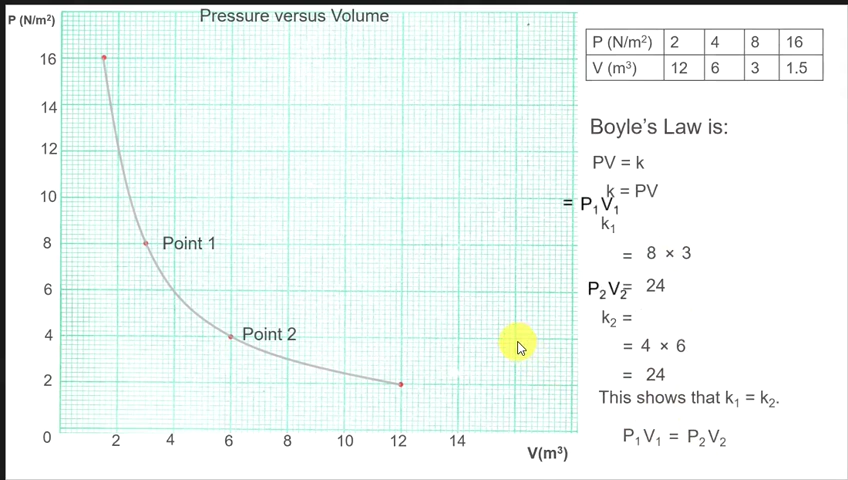 Pressure versus Volume
P (N/m²)
16
14
12
10
8
6
4
2
0
2 4 6 8 10 12 14
V(m³)
Point 1
Point 2
P (N/m²) 2 4 8 16
V (m³) 12 6 3 1.5
Boyle's Law is:
PV = k
k = PV
= P₁V₁
k₁
= 8 × 3
P₂V₂
= 24
k₂ =
= 4 × 6
= 24
This shows that k₁ = k₂.
P₁V₁ = P₂V₂